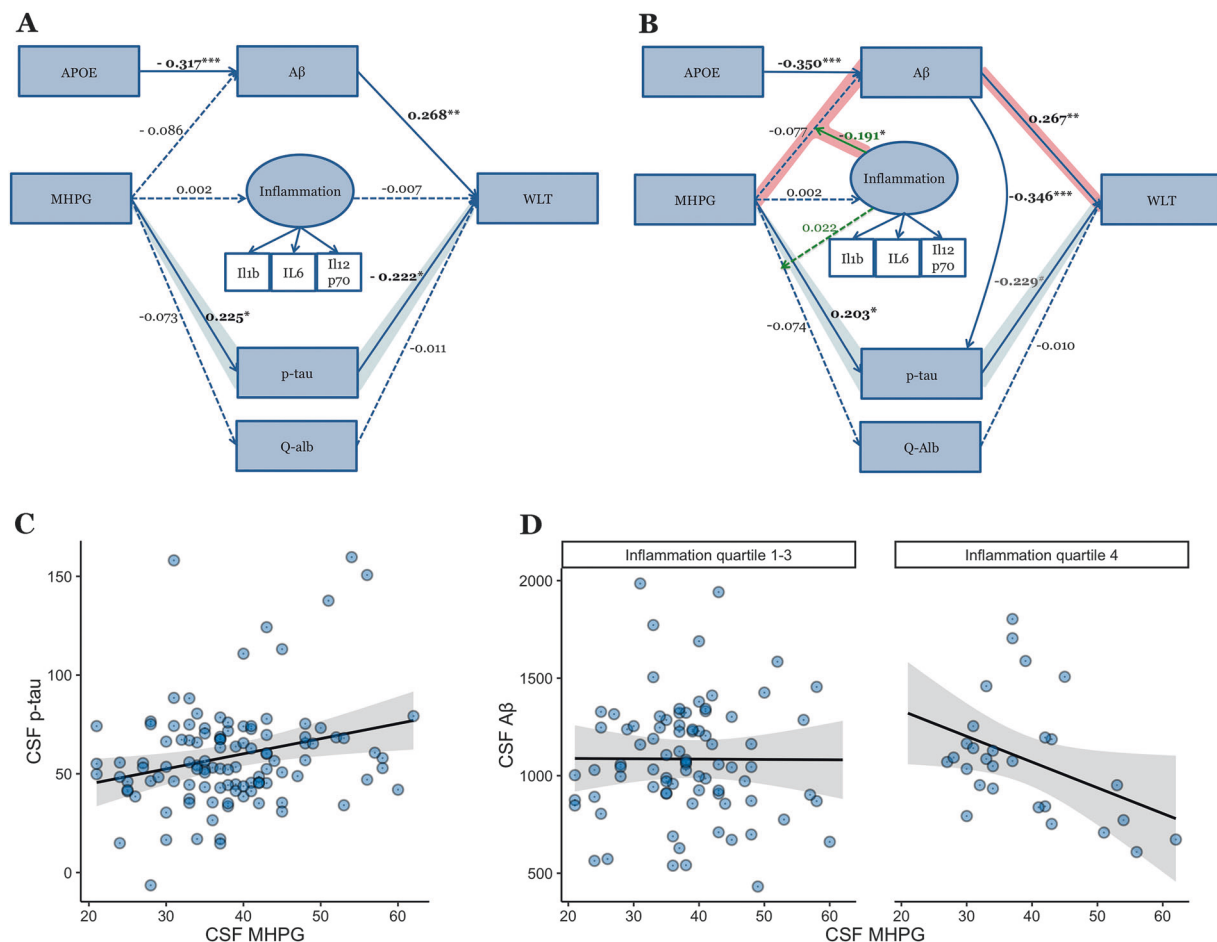 A
APOE
- 0.317***
Aβ
- 0.086
0.268**
MHPG
0.002
Inflammation
-0.007
WLT
Il1b
IL6
Il12
p70
- 0.222*
-0.073
0.225*
-0.011
p-tau
Q-alb
B
APOE
-0.350***
Aβ
-0.077
-0.191*
0.267**
MHPG
0.002
Inflammation
-0.346***
WLT
0.022
Il1b
IL6
Il12
p70
-0.229*
-0.074
0.203*
-0.010
p-tau
Q-Alb
C
CSF p-tau
150
100
50
0
20
30
40
50
60
CSF MHPG
D
Inflammation quartile 1-3
Inflammation quartile 4
CSF Aβ
2000
1500
1000
500
20
30
40
50
60
20
30
40
50
60
CSF MHPG